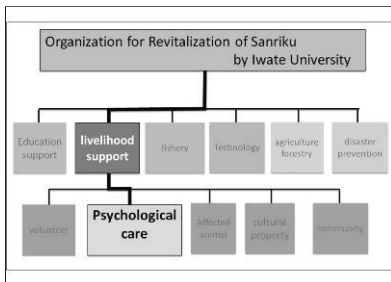 Organization for Revitalization of Sanriku
by Iwate University
Education
support
livelihood
support
fishery
Technology
agriculture
forestry
disaster
prevention
volunteer
Psychological
care
Affected
animal
cultural
property
community